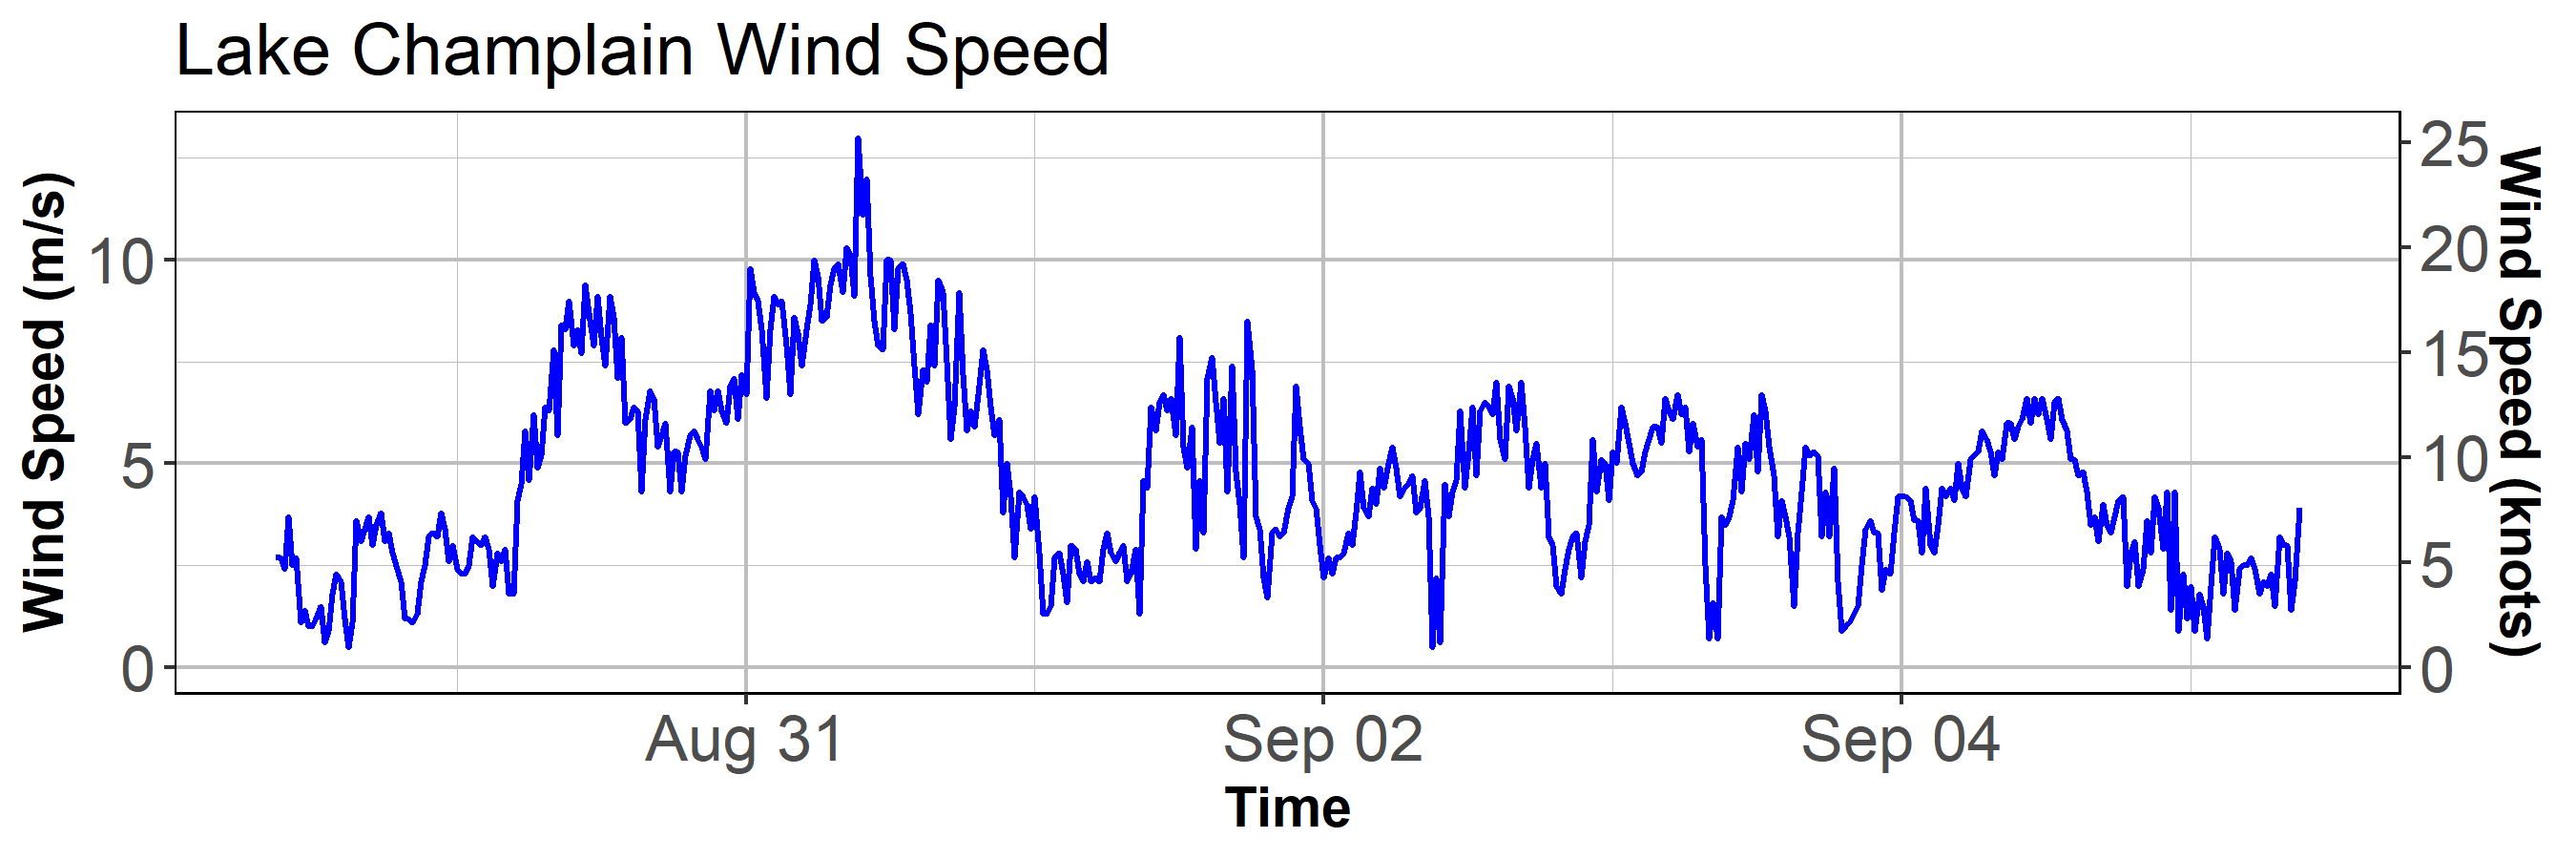 Lake Champlain Wind Speed
Wind Speed (m/s)
10
5
0
25
20
15
10
5
0
Wind Speed (knots)
Aug 31
Sep 02
Sep 04
Time